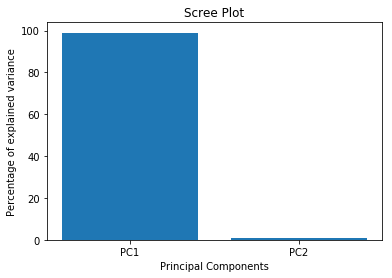 Scree Plot
Percentage of explained variance
100
80
60
40
20
0
PC1 PC2
Principal Components